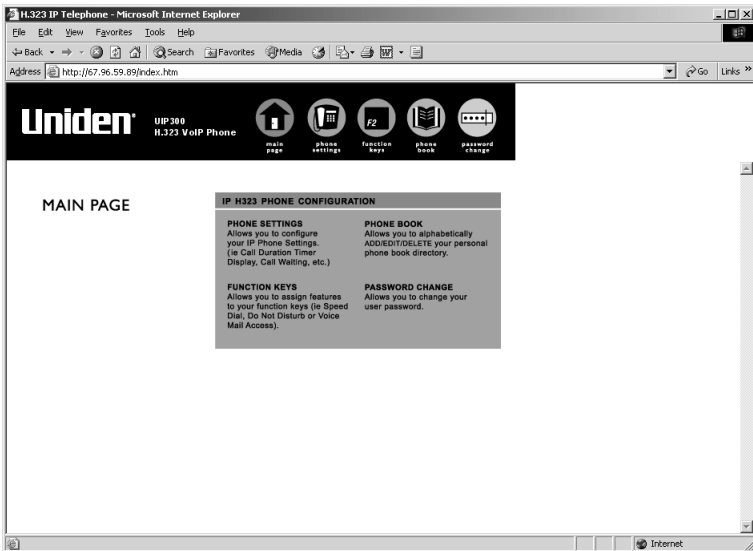 H.323 IP Telephone - Microsoft Internet Explorer
File Edit View Favorites Tools Help
Back Search Favorites Media
Address http://67.96.59.89/index.htm Go Links »
Uniden®
UIP300
H.323 VoIP Phone
main
page
phone
settings
F2
function
keys
phone
book
password
change
MAIN PAGE
IP H323 PHONE CONFIGURATION
PHONE SETTINGS
Allows you to configure
your IP Phone Settings.
(ie Call Duration Timer
Display, Call Waiting, etc.)
PHONE BOOK
Allows you to alphabetically
ADD/EDIT/DELETE your personal
phone book directory.
FUNCTION KEYS
Allows you to assign features
to your function keys (ie Speed
Dial, Do Not Disturb or Voice
Mail Access).
PASSWORD CHANGE
Allows you to change your
user password.
Internet